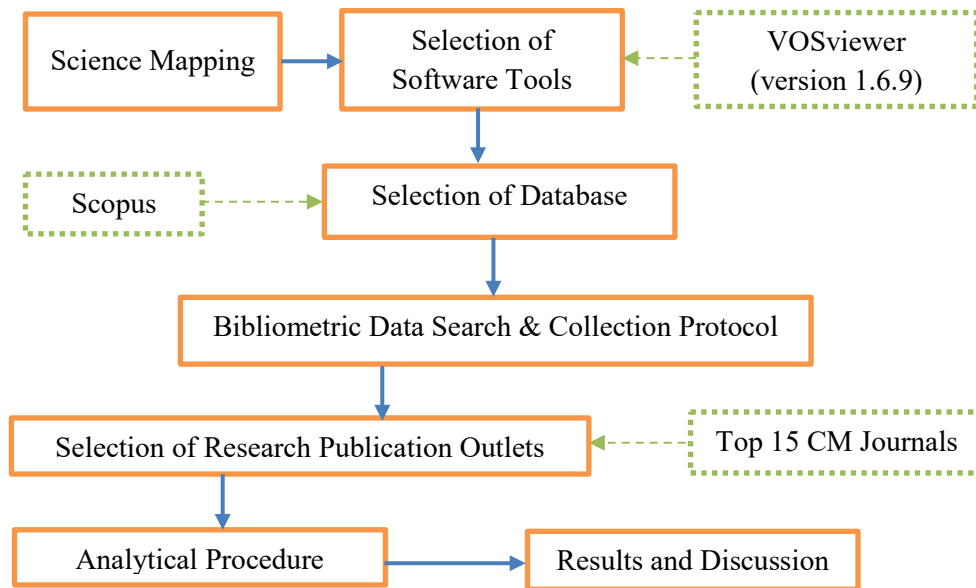 Science Mapping
Selection of
Software Tools
VOSviewer
(version 1.6.9)
Scopus
Selection of Database
Bibliometric Data Search & Collection Protocol
Selection of Research Publication Outlets
Top 15 CM Journals
Analytical Procedure
Results and Discussion